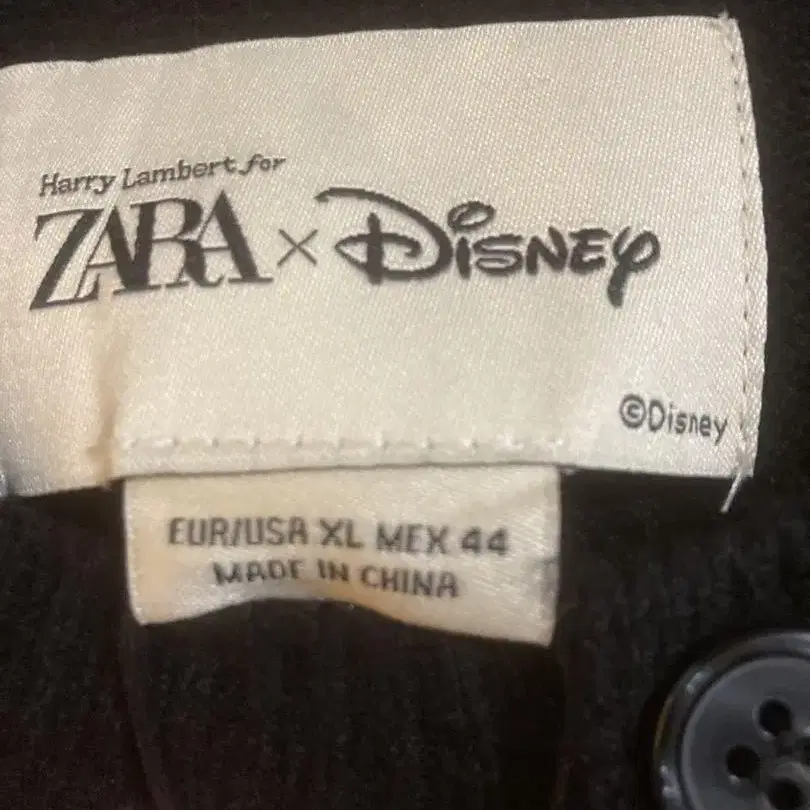 Harry Lambert for
ZARA × DISNEY
©Disney
EUR/USA XL MEX 44
MADE IN CHINA